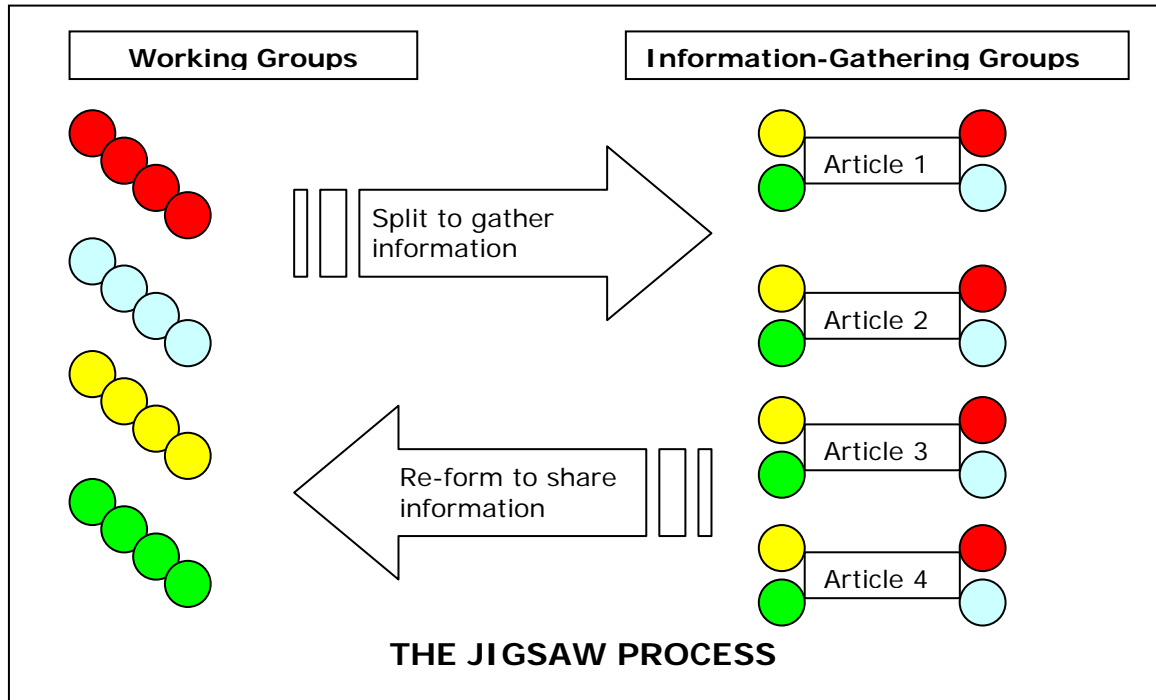 Working Groups
Information-Gathering Groups
Article 1
Split to gather
information
Article 2
Article 3
Re-form to share
information
Article 4
THE JIGSAW PROCESS